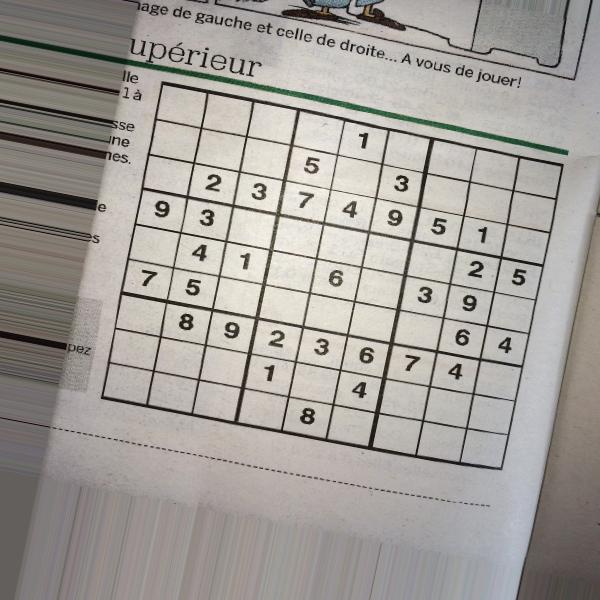 age de gauche et celle de droite... A vous de jouer!
upérieur
lle
1 à
sse
ne
nes.
e
s
pez
1
5 3
2 3 7 4 9 5 1
9 3 2 5
4 1 6 3 9
7 5 6 4
8 9 2 3 6 7 4
1 4
8